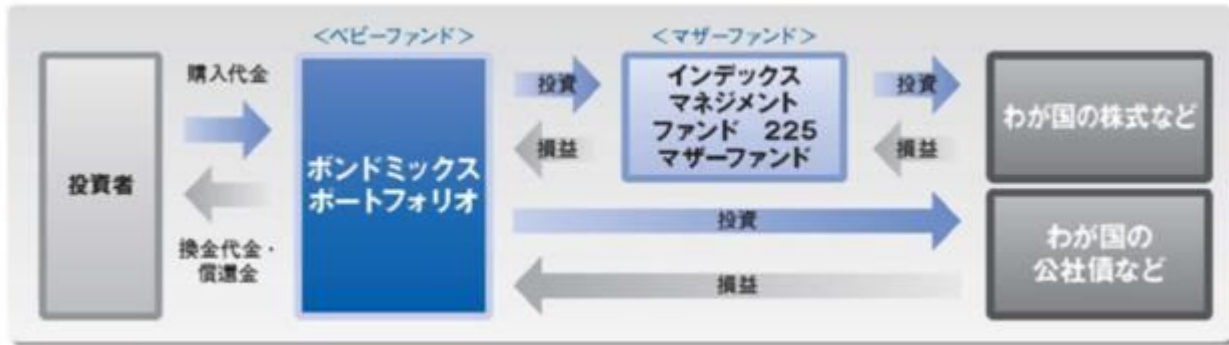 <ベビーファンド>
<マザーファンド>
投資者
購入代金
換金代金・
償還金
ボンドミックス
ポートフォリオ
投資
損益
インデックス
マネジメント
ファンド 225
マザーファンド
投資
損益
わが国の株式など
投資
損益
わが国の
公社債など